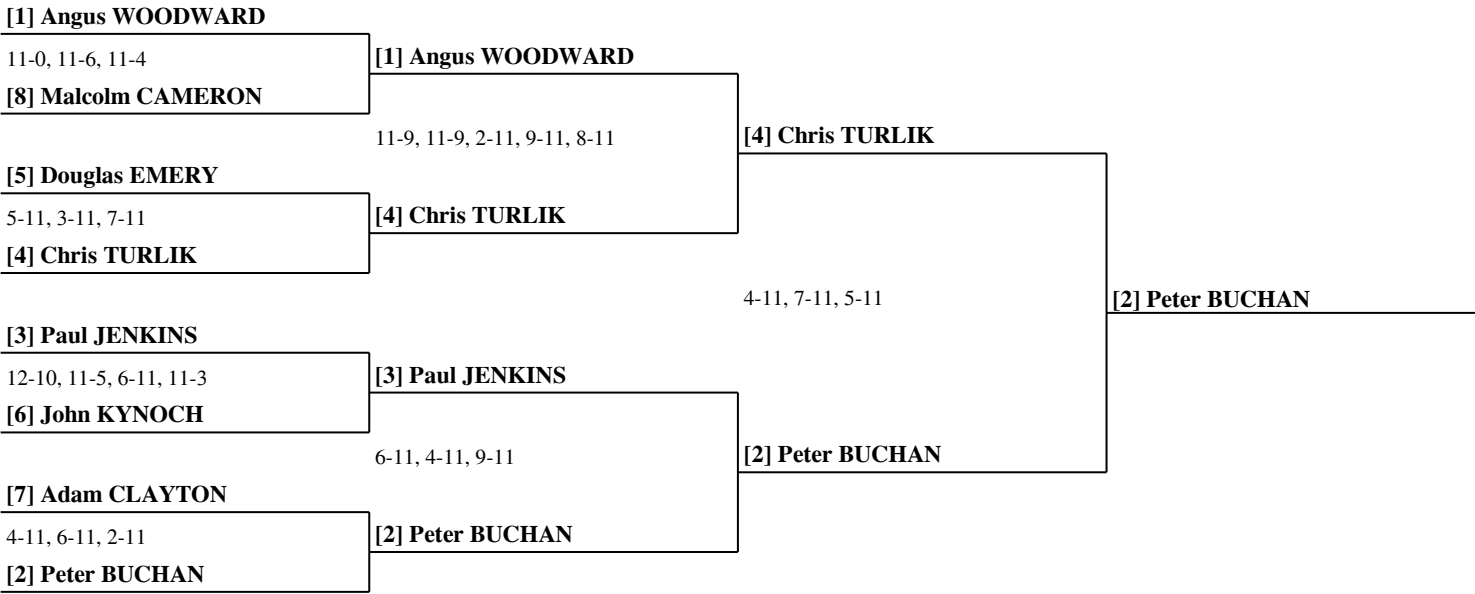 [1] Angus WOODWARD
11-0, 11-6, 11-4
[8] Malcolm CAMERON
[1] Angus WOODWARD
11-9, 11-9, 2-11, 9-11, 8-11
[5] Douglas EMERY
5-11, 3-11, 7-11
[4] Chris TURLIK
[4] Chris TURLIK
[4] Chris TURLIK
4-11, 7-11, 5-11
[2] Peter BUCHAN
[3] Paul JENKINS
12-10, 11-5, 6-11, 11-3
[6] John KYNOCH
[3] Paul JENKINS
6-11, 4-11, 9-11
[2] Peter BUCHAN
[7] Adam CLAYTON
4-11, 6-11, 2-11
[2] Peter BUCHAN
[2] Peter BUCHAN